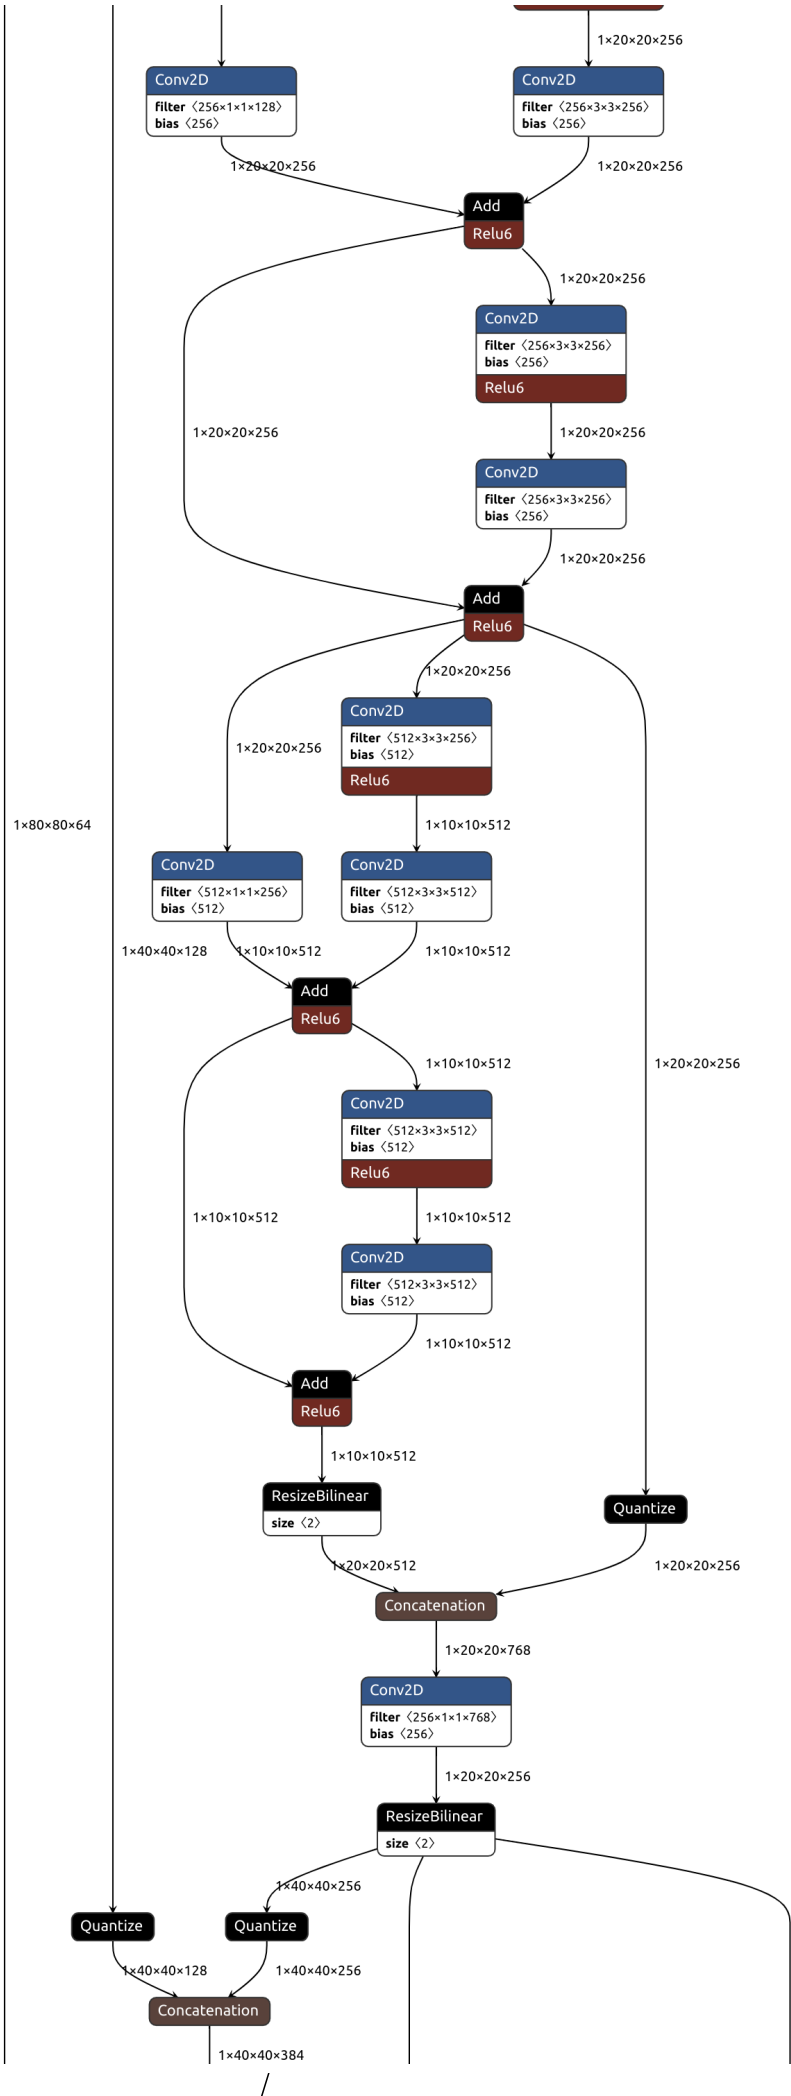 1×20×20×256
Conv2D
filter 〈256×1×1×128〉
bias 〈256〉
Conv2D
filter 〈256×3×3×256〉
bias 〈256〉
1×20×20×256
1×20×20×256
Add
Relu6
1×20×20×256
Conv2D
filter 〈256×3×3×256〉
bias 〈256〉
Relu6
1×20×20×256
1×20×20×256
Conv2D
filter 〈256×3×3×256〉
bias 〈256〉
1×20×20×256
Add
Relu6
1×20×20×256
Conv2D
filter 〈512×3×3×256〉
bias 〈512〉
Relu6
1×20×20×256
1×80×80×64
1×10×10×512
Conv2D
filter 〈512×1×1×256〉
bias 〈512〉
Conv2D
filter 〈512×3×3×512〉
bias 〈512〉
1×40×40×128
1×10×10×512
1×10×10×512
Add
Relu6
1×10×10×512
1×20×20×256
Conv2D
filter 〈512×3×3×512〉
bias 〈512〉
Relu6
1×10×10×512
1×10×10×512
Conv2D
filter 〈512×3×3×512〉
bias 〈512〉
1×10×10×512
Add
Relu6
1×10×10×512
ResizeBilinear
size 〈2〉
Quantize
1×20×20×512
1×20×20×256
Concatenation
1×20×20×768
Conv2D
filter 〈256×1×1×768〉
bias 〈256〉
1×20×20×256
ResizeBilinear
size 〈2〉
1×40×40×256
Quantize
Quantize
1×40×40×128
1×40×40×256
Concatenation
1×40×40×384